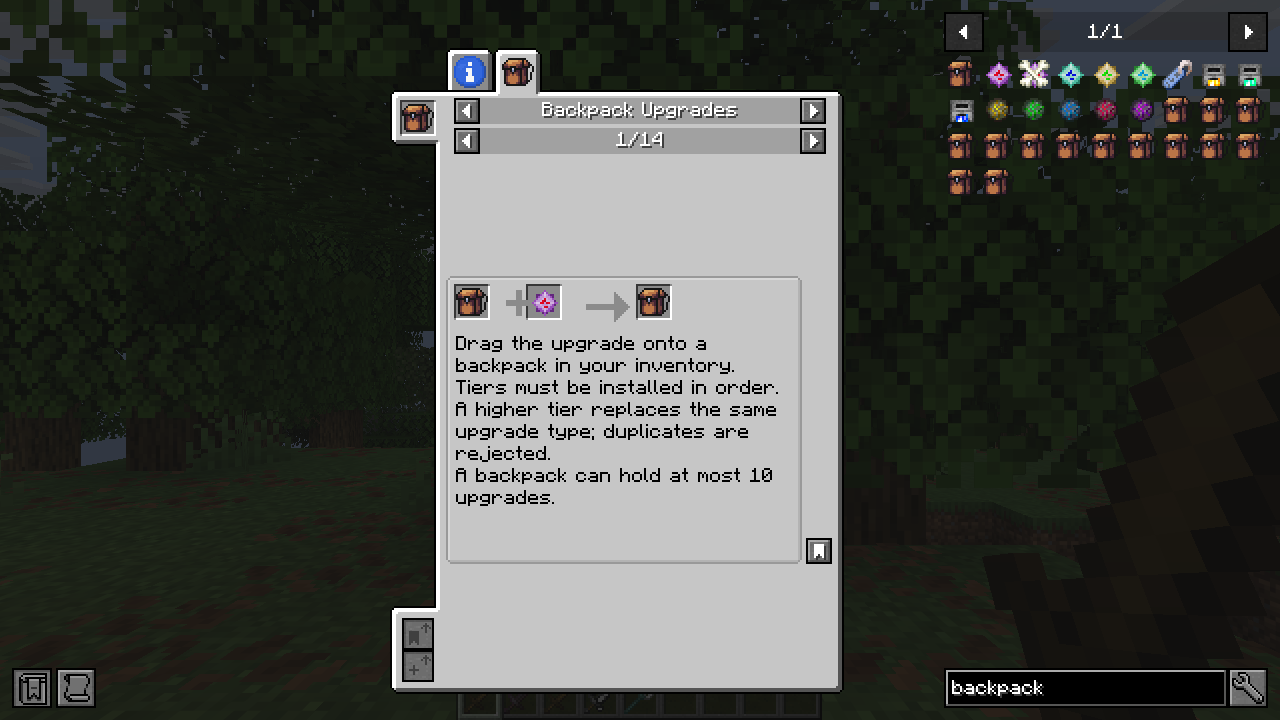 1/1
Backpack Upgrades
1/14
Drag the upgrade onto a
backpack in your inventory.
Tiers must be installed in order.
A higher tier replaces the same
upgrade type; duplicates are
rejected.
A backpack can hold at most 10
upgrades.
backpack